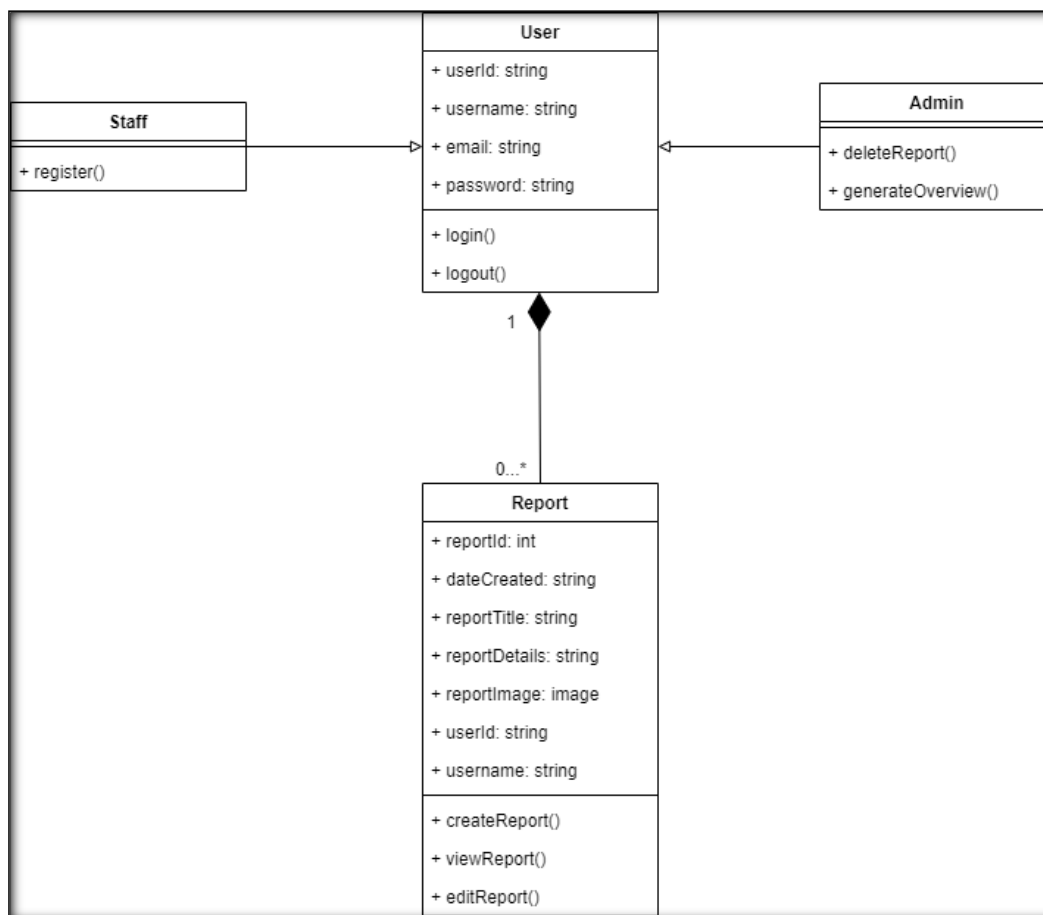 User
+ userId: string
+ username: string
+ email: string
+ password: string
+ login()
+ logout()
Staff
+ register()
Admin
+ deleteReport()
+ generateOverview()
1
0...*
Report
+ reportId: int
+ dateCreated: string
+ reportTitle: string
+ reportDetails: string
+ reportImage: image
+ userId: string
+ username: string
+ createReport()
+ viewReport()
+ editReport()